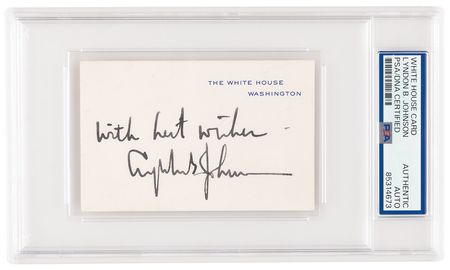 THE WHITE HOUSE
WASHINGTON
With best wishes -
Lyndon B. Johnson
WHITE HOUSE CARD
LYNDON B. JOHNSON
PSA/DNA CERTIFIED
PSA
AUTHENTIC
AUTO
85314673